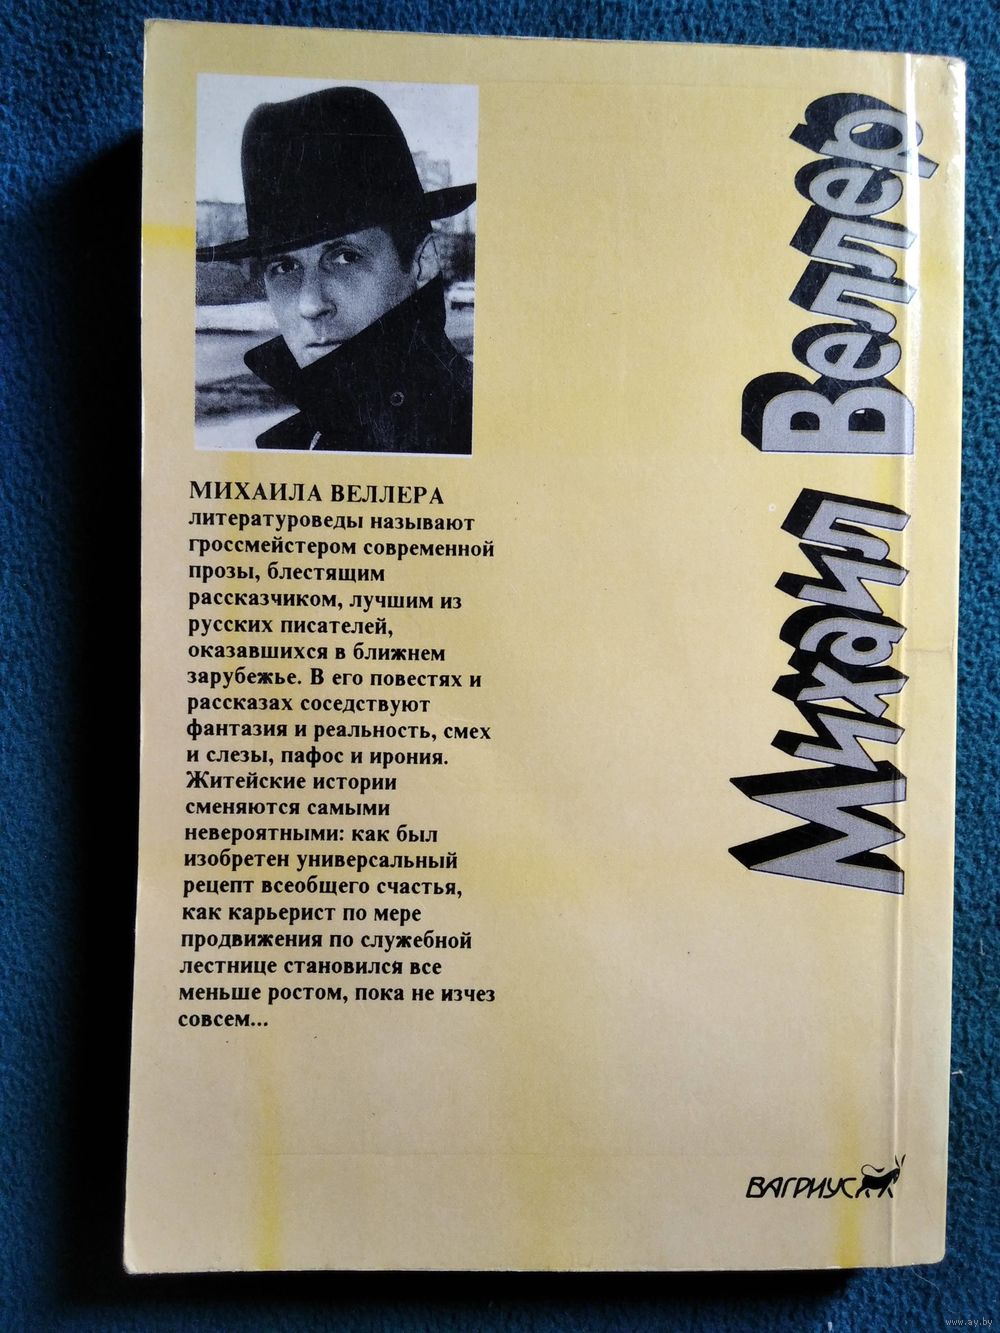 МИХАИЛА ВЕЛЛЕРА
литературоведы называют
гроссмейстером современной
прозы, блестящим
рассказчиком, лучшим из
русских писателей,
оказавшихся в ближнем
зарубежье. В его повестях и
рассказах соседствуют
фантазия и реальность, смех
и слезы, пафос и ирония.
Житейские истории
сменяются самыми
невероятными: как был
изобретен универсальный
рецепт всеобщего счастья,
как карьерист по мере
продвижения по служебной
лестнице становился все
меньше ростом, пока не изчез
совсем...
Михаил Веллер
ВАГРИУС
www.ay.by